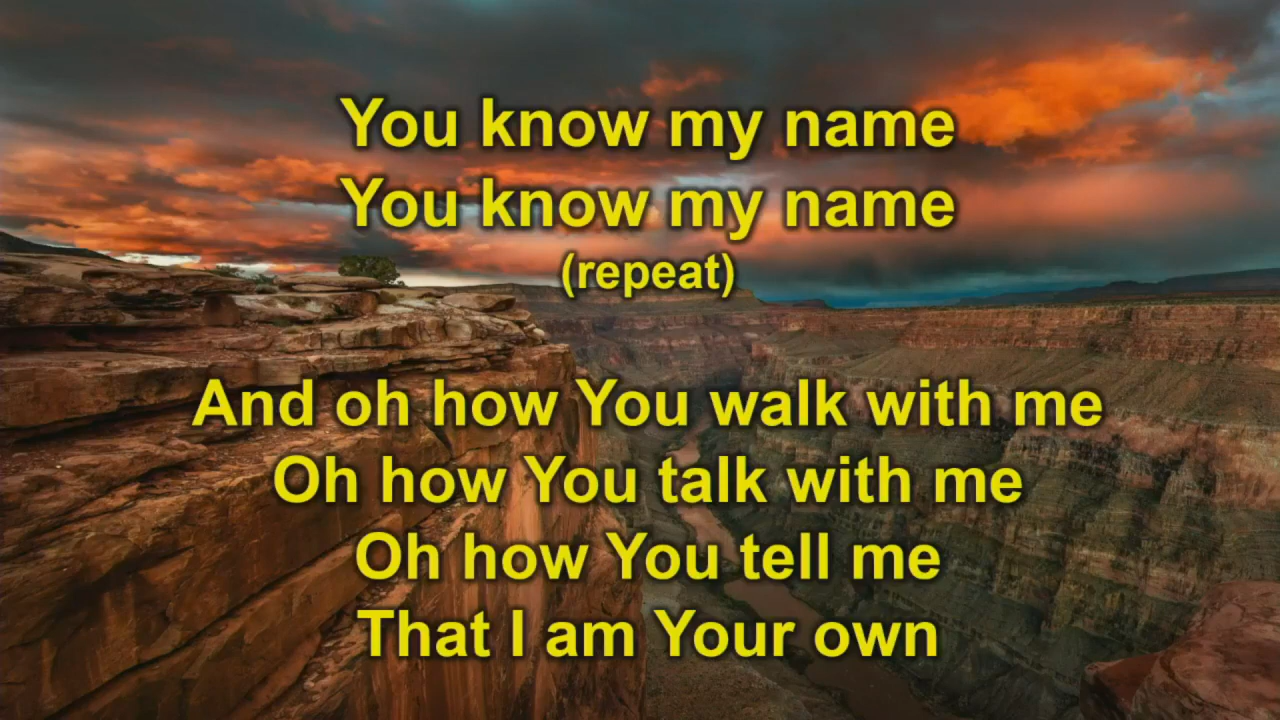 You know my name
You know my name
(repeat)
And oh how You walk with me
Oh how You talk with me
Oh how You tell me
That I am Your own